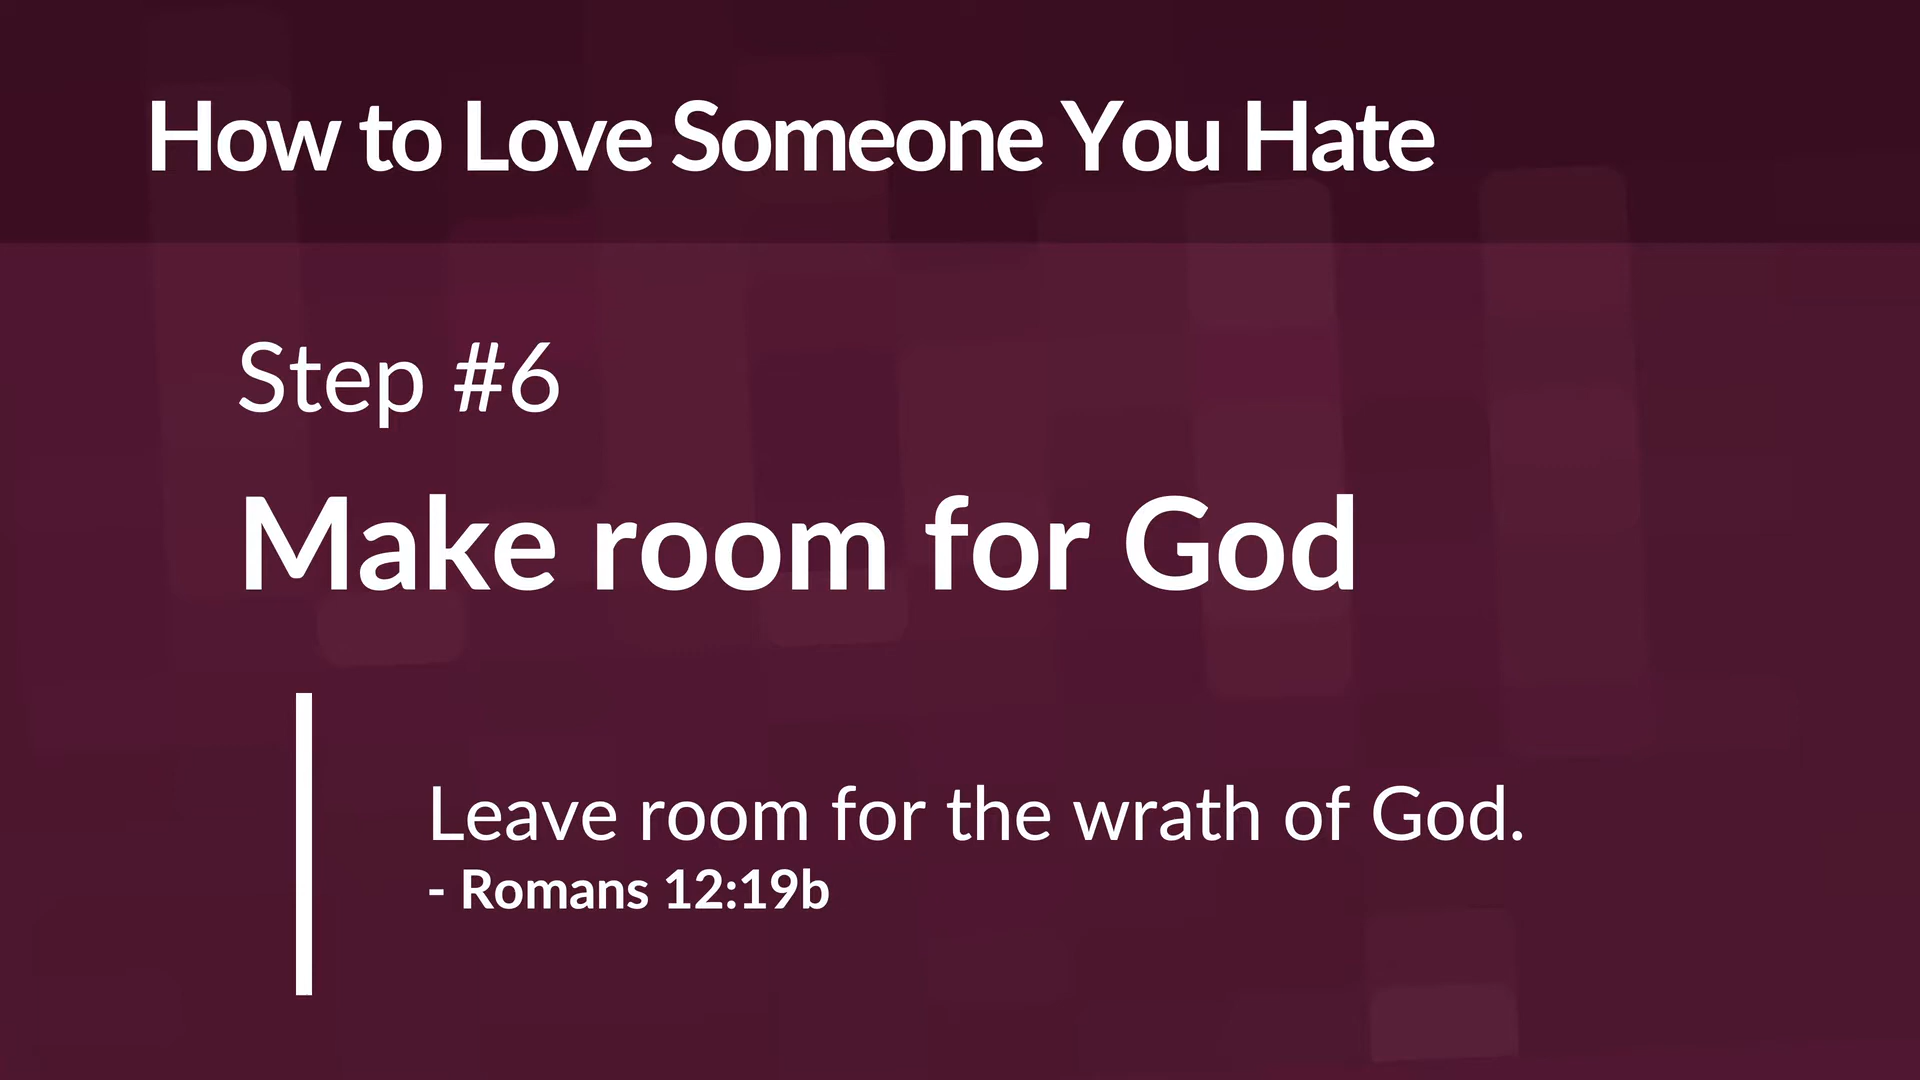 How to Love Someone You Hate
Step #6
Make room for God
Leave room for the wrath of God.
- Romans 12:19b